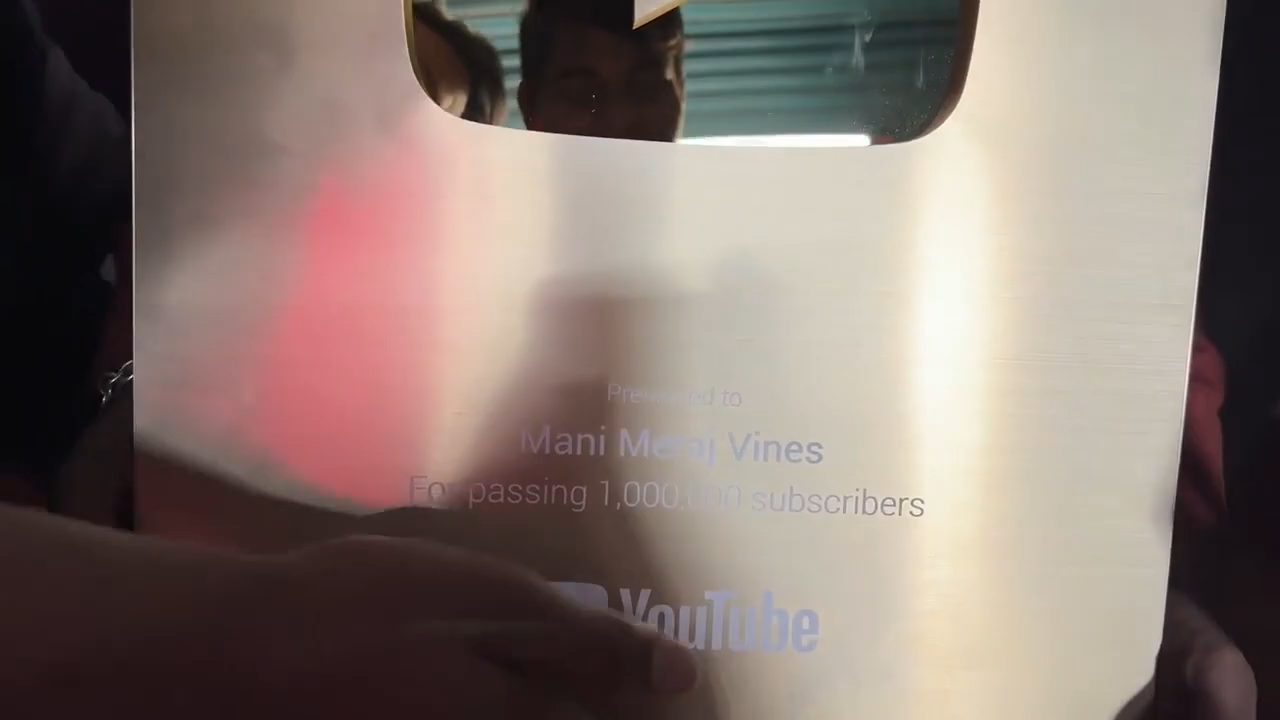 Presented to
Mani Meraj Vines
For passing 1,000,000 subscribers
YouTube